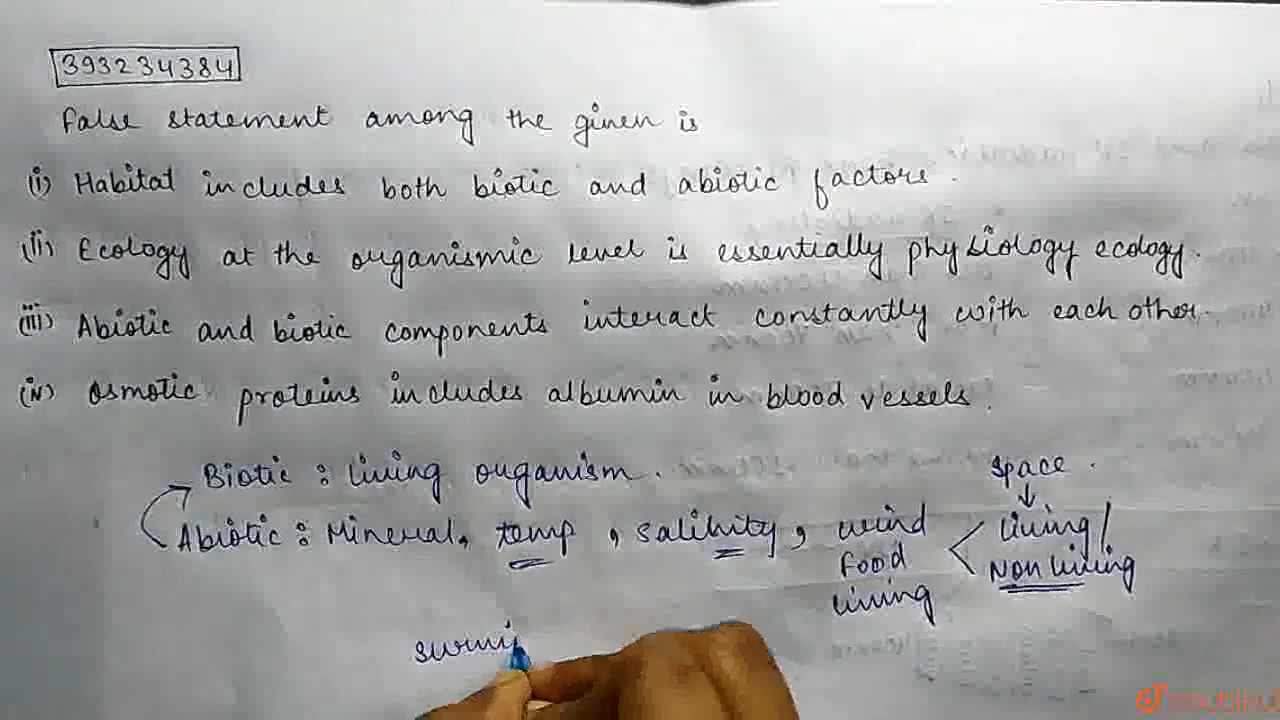 393234384
False statement among the given is
(i) Habitat includes both biotic and abiotic factors.
(ii) Ecology at the organismic level is essentially physiology ecology.
(iii) Abiotic and biotic components interact constantly with each other.
(iv) Osmotic proteins includes albumin in blood vessels.
Biotic : living organism.
space.
Abiotic : Mineral, temp, salinity, wind living/
food Non living
living
survi